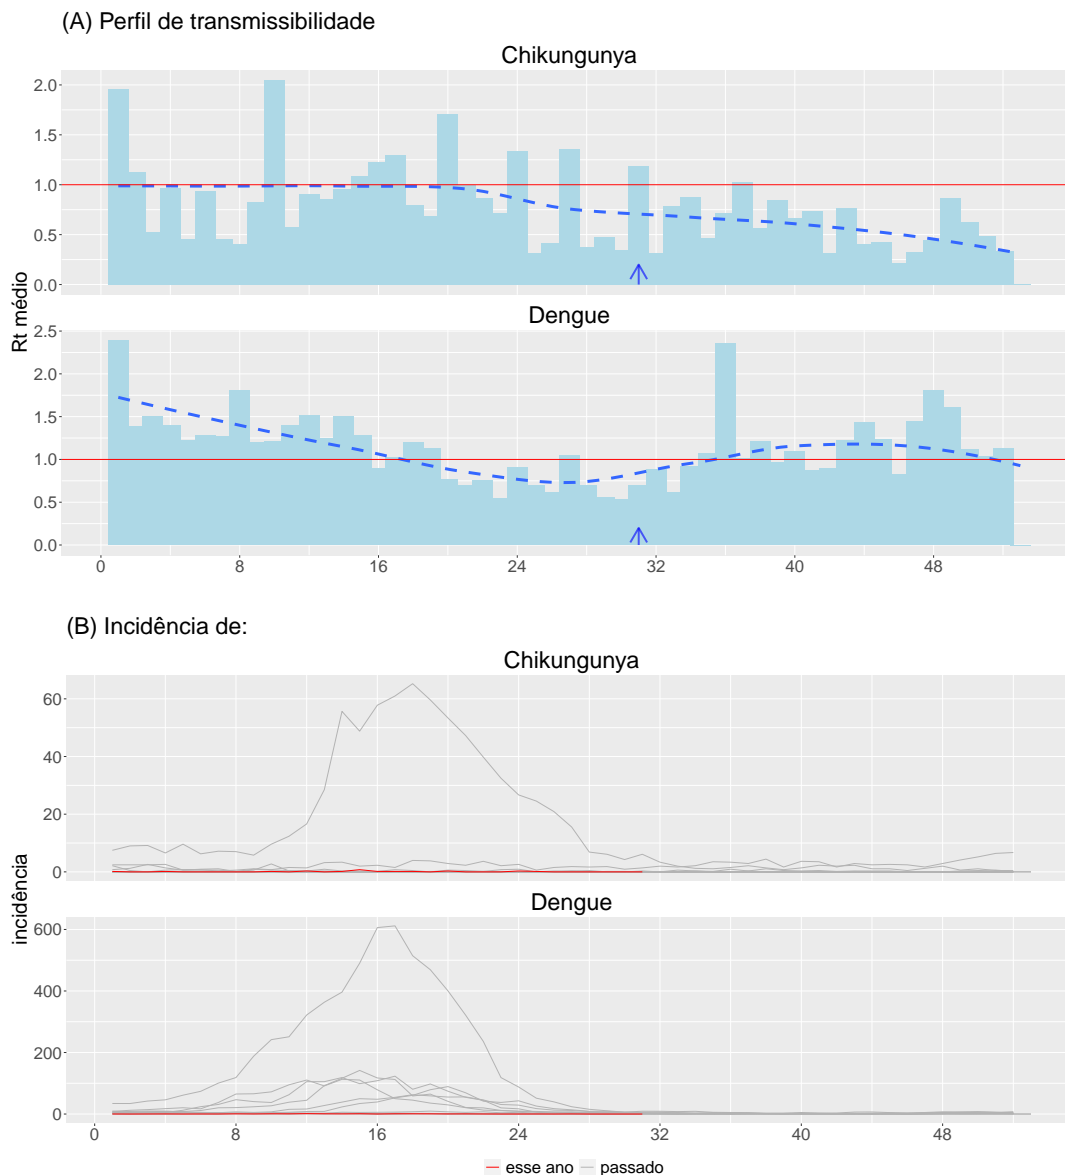 (A) Perfil de transmissibilidade
Chikungunya
2.0
1.5
1.0
0.5
0.0
Rt médio
Dengue
2.5
2.0
1.5
1.0
0.5
0.0
0 8 16 24 32 40 48
(B) Incidência de:
Chikungunya
60
40
20
0
incidência
Dengue
600
400
200
0
0 8 16 24 32 40 48
esse ano passado